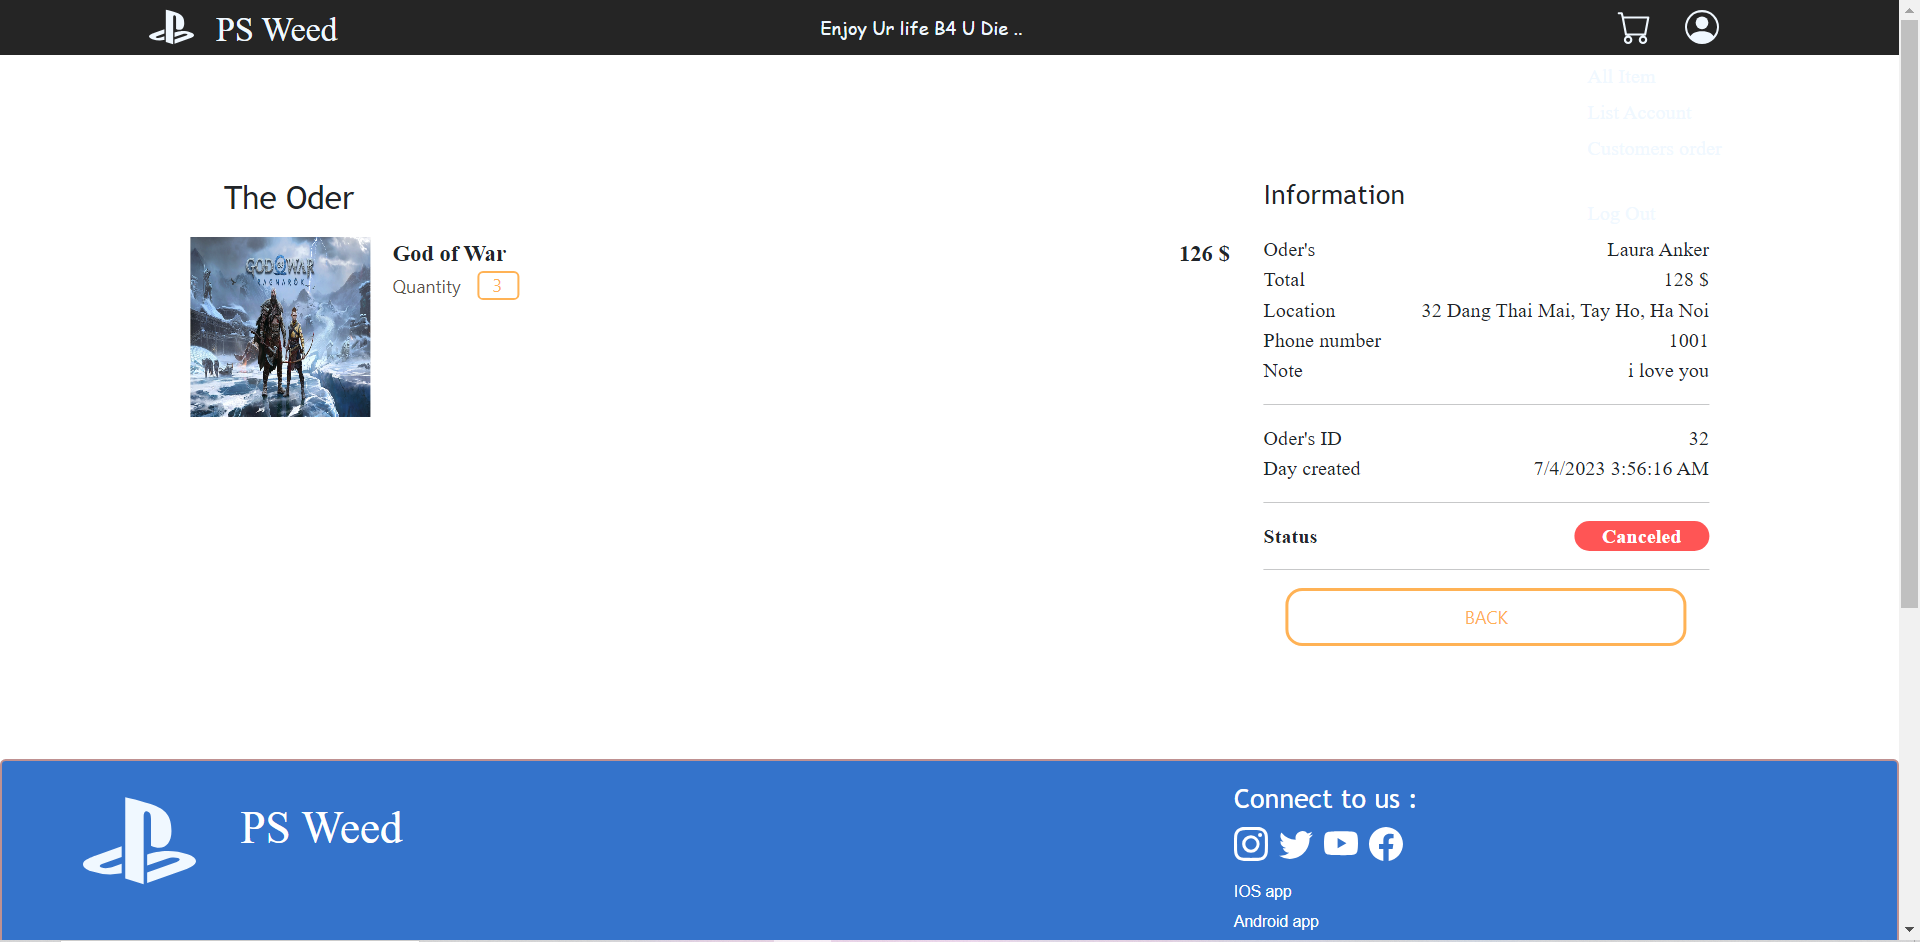 PS Weed
Enjoy Ur life B4 U Die ..
All Item
List Account
Customers order
Log Out
The Oder
GOD OF WAR
RAGNARÖK
God of War
126 $
Quantity 3
Information
Oder's Laura Anker
Total 128 $
Location 32 Dang Thai Mai, Tay Ho, Ha Noi
Phone number 1001
Note i love you
Oder's ID 32
Day created 7/4/2023 3:56:16 AM
Status Canceled
BACK
PS Weed
Connect to us :
IOS app
Android app